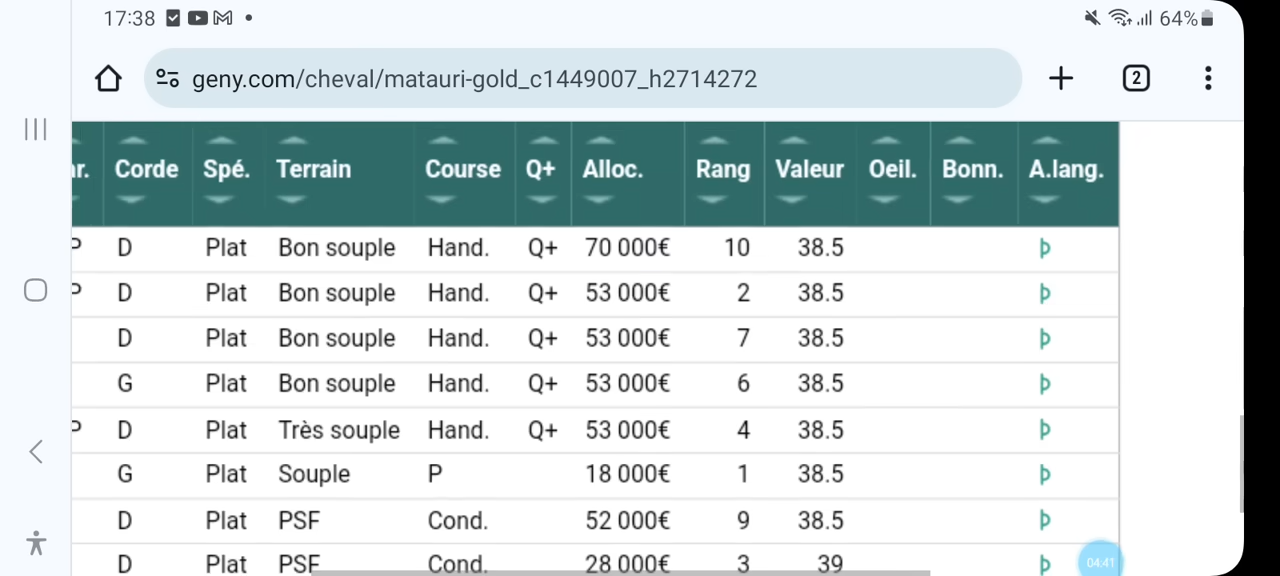 17:38 64%
geny.com/cheval/matauri-gold_c1449007_h2714272 2
r. Corde Spé. Terrain Course Q+ Alloc. Rang Valeur Oeil. Bonn. A.lang.
P D Plat Bon souple Hand. Q+ 70 000€ 10 38.5 þ
P D Plat Bon souple Hand. Q+ 53 000€ 2 38.5 þ
D Plat Bon souple Hand. Q+ 53 000€ 7 38.5 þ
G Plat Bon souple Hand. Q+ 53 000€ 6 38.5 þ
P D Plat Très souple Hand. Q+ 53 000€ 4 38.5 þ
G Plat Souple P 18 000€ 1 38.5 þ
D Plat PSF Cond. 52 000€ 9 38.5 þ
D Plat PSF Cond. 28 000€ 3 39 þ
04:41